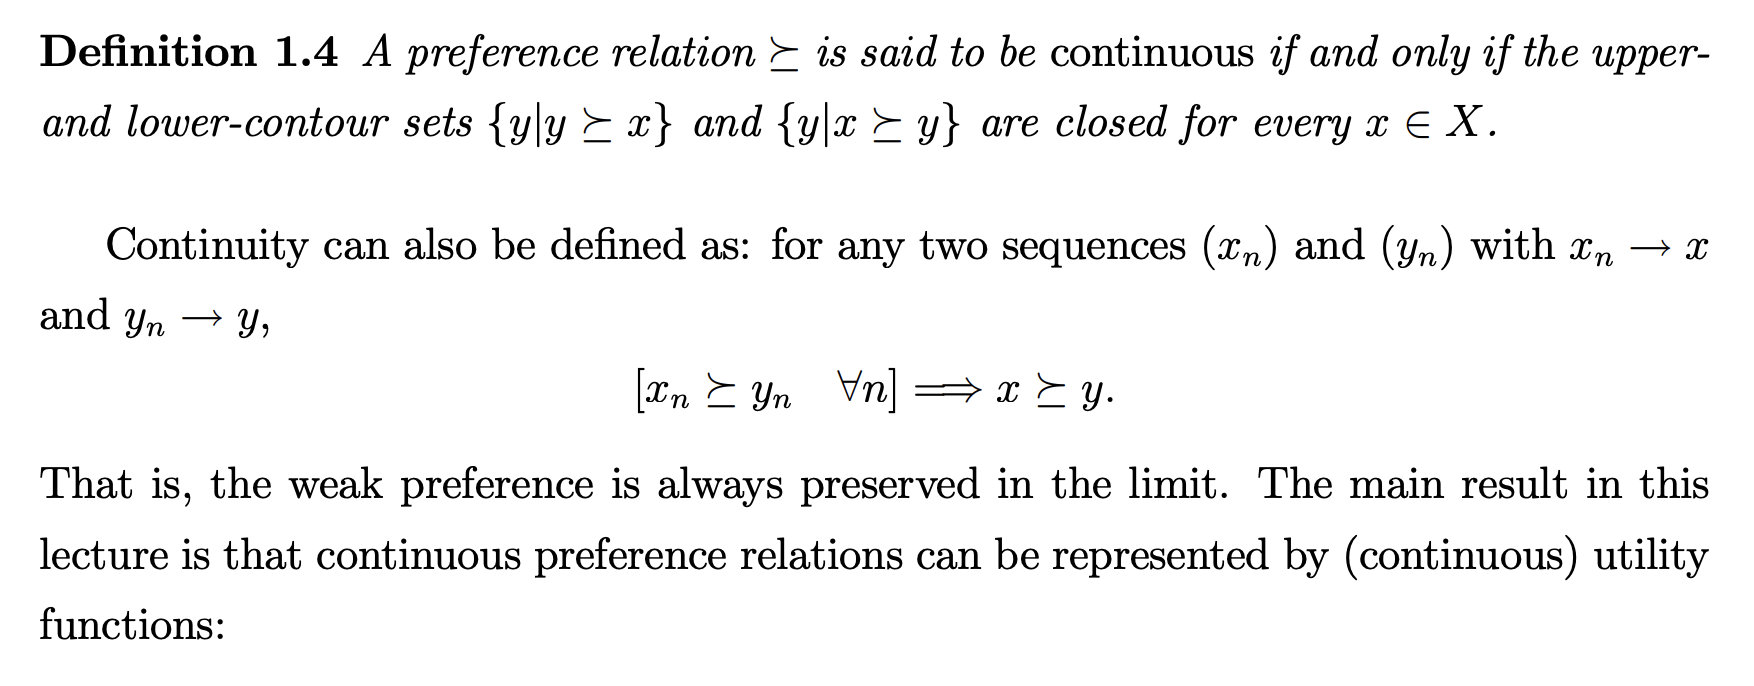 Definition 1.4 A preference relation ⪰ is said to be continuous if and only if the upper-
and lower-contour sets {y|y ⪰ x} and {y|x ⪰ y} are closed for every x ∈ X.
Continuity can also be defined as: for any two sequences (xₙ) and (yₙ) with xₙ → x
and yₙ → y,
[xₙ ⪰ yₙ ∀n] ⟹ x ⪰ y.
That is, the weak preference is always preserved in the limit. The main result in this
lecture is that continuous preference relations can be represented by (continuous) utility
functions: